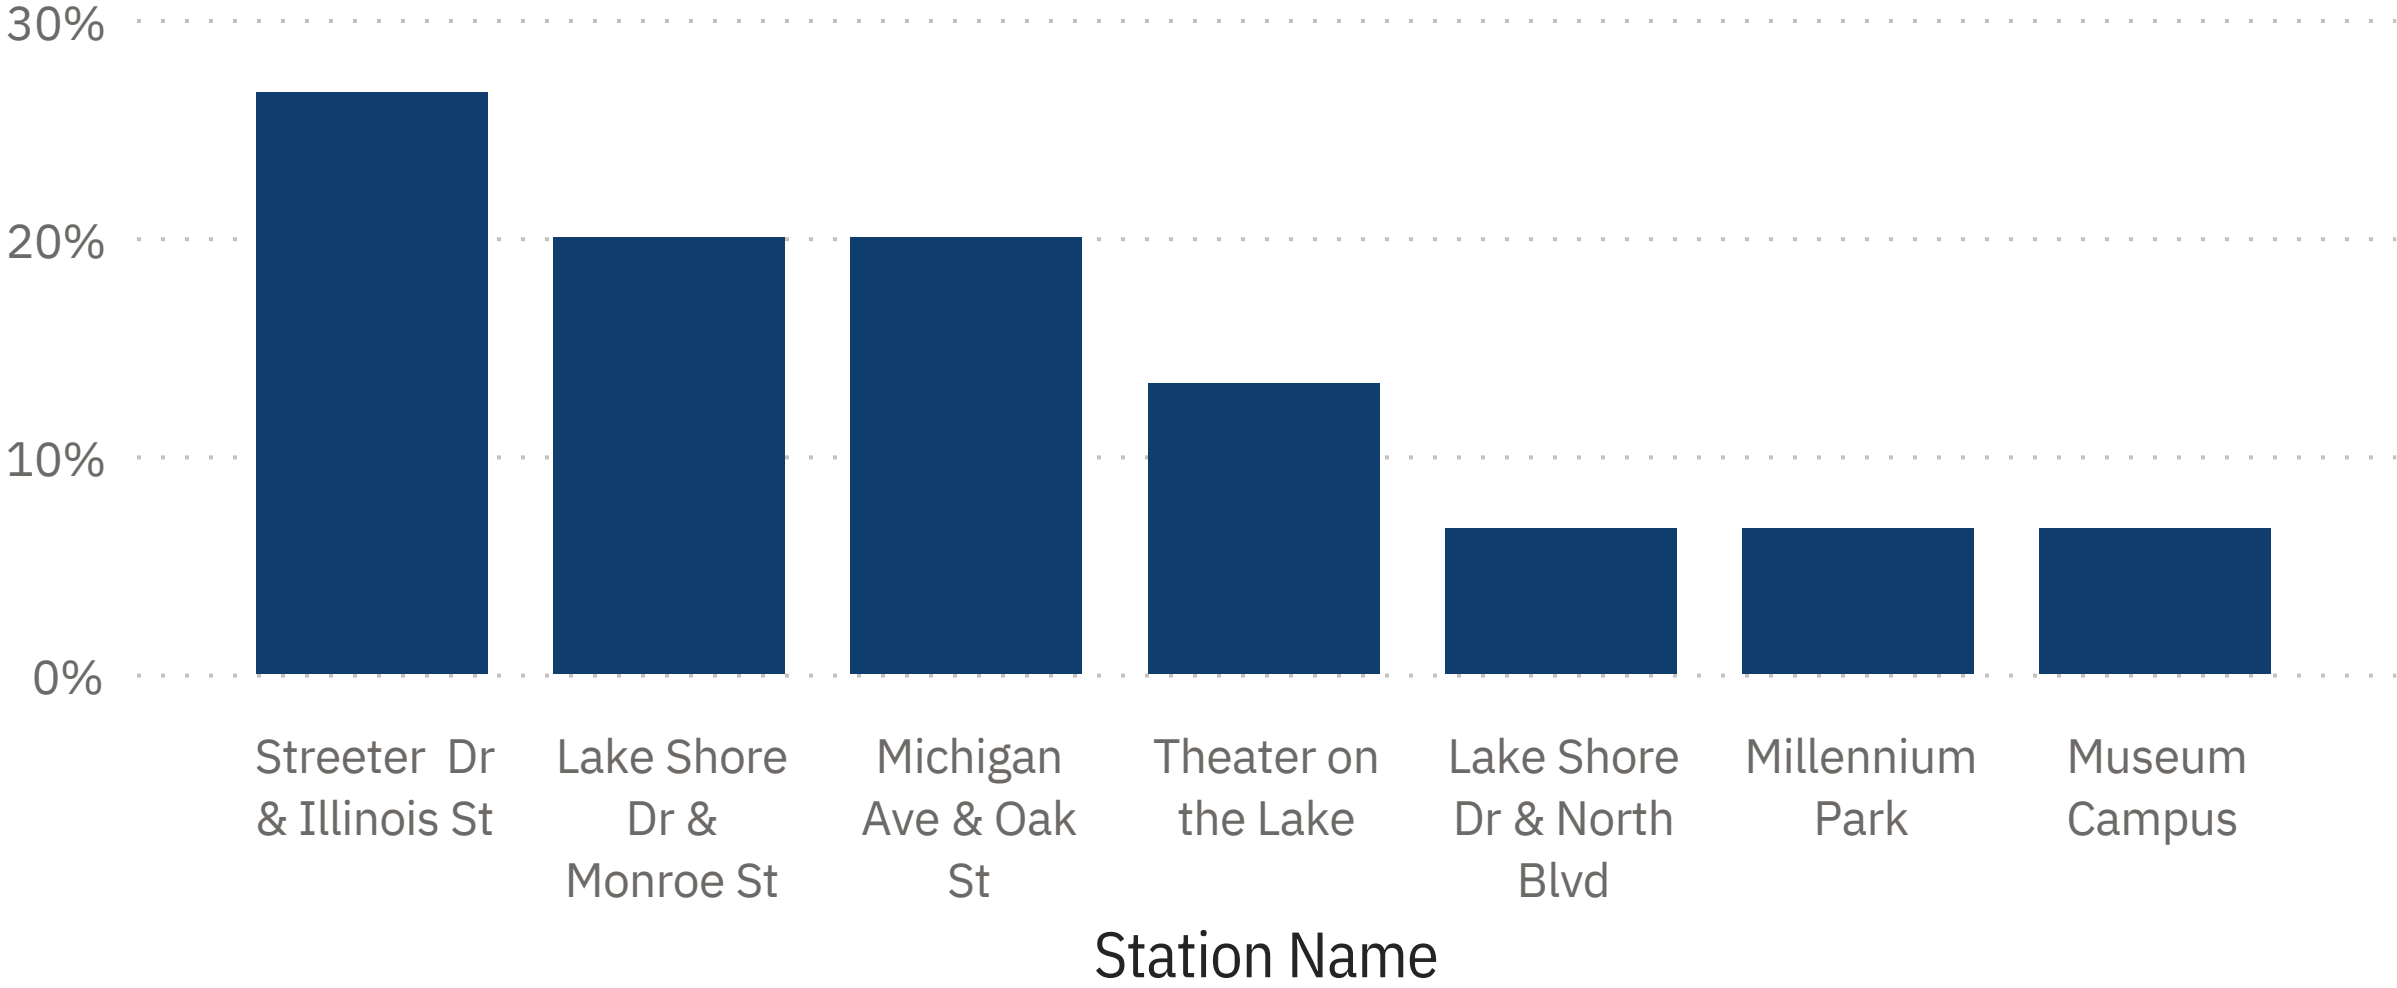 30%
20%
10%
0%
Streeter  Dr
& Illinois St
Lake Shore
Dr &
Monroe St
Michigan
Ave & Oak
St
Theater on
the Lake
Lake Shore
Dr & North
Blvd
Millennium
Park
Museum
Campus
Station Name